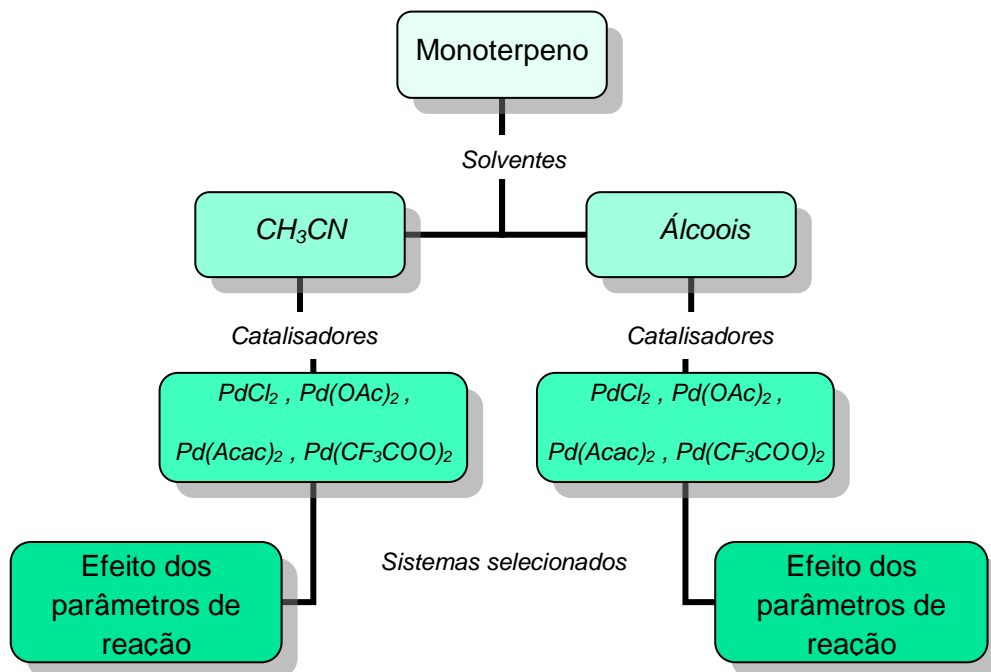 Monoterpeno
Solventes
CH₃CN
Álcoois
Catalisadores
Catalisadores
PdCl₂ , Pd(OAc)₂ ,
Pd(Acac)₂ , Pd(CF₃COO)₂
PdCl₂ , Pd(OAc)₂ ,
Pd(Acac)₂ , Pd(CF₃COO)₂
Efeito dos
parâmetros de
reação
Sistemas selecionados
Efeito dos
parâmetros de
reação